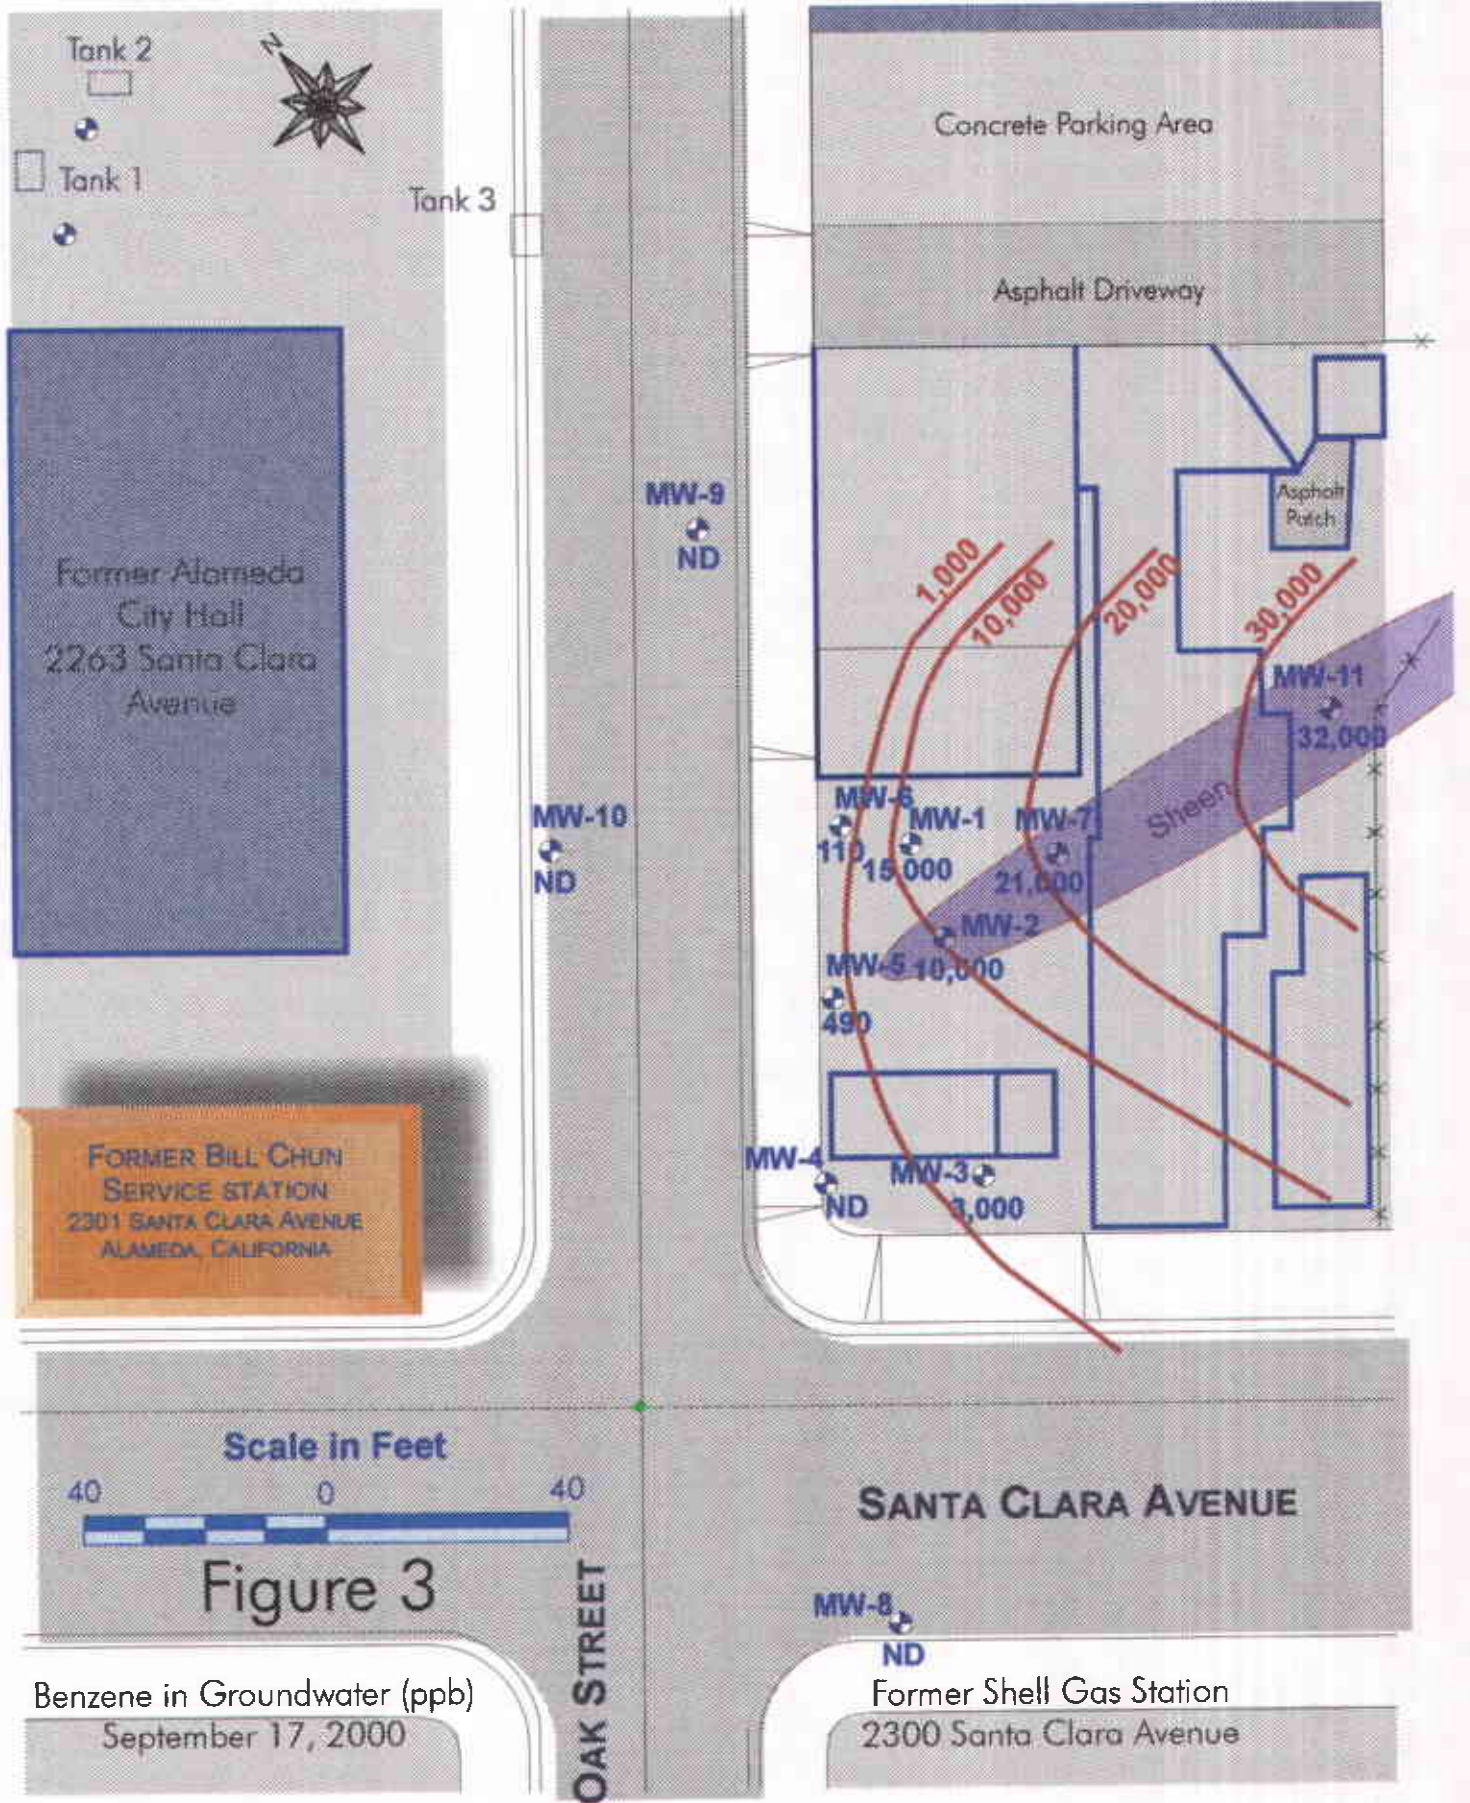 Tank 2
N
Concrete Parking Area
Tank 1
Tank 3
Asphalt Driveway
MW-9
ND
Asphalt
Patch
Former Alameda
City Hall
2263 Santa Clara
Avenue
1,000
10,000
20,000
30,000
MW-11
32,000
Sheen
MW-10
ND
MW-6
110
MW-1
15,000
MW-7
21,000
MW-2
10,000
MW-5
490
FORMER BILL CHUN
SERVICE STATION
2301 SANTA CLARA AVENUE
ALAMEDA, CALIFORNIA
MW-4
ND
MW-3
3,000
Scale in Feet
40 0 40
SANTA CLARA AVENUE
Figure 3
OAK STREET
MW-8
ND
Benzene in Groundwater (ppb)
September 17, 2000
Former Shell Gas Station
2300 Santa Clara Avenue